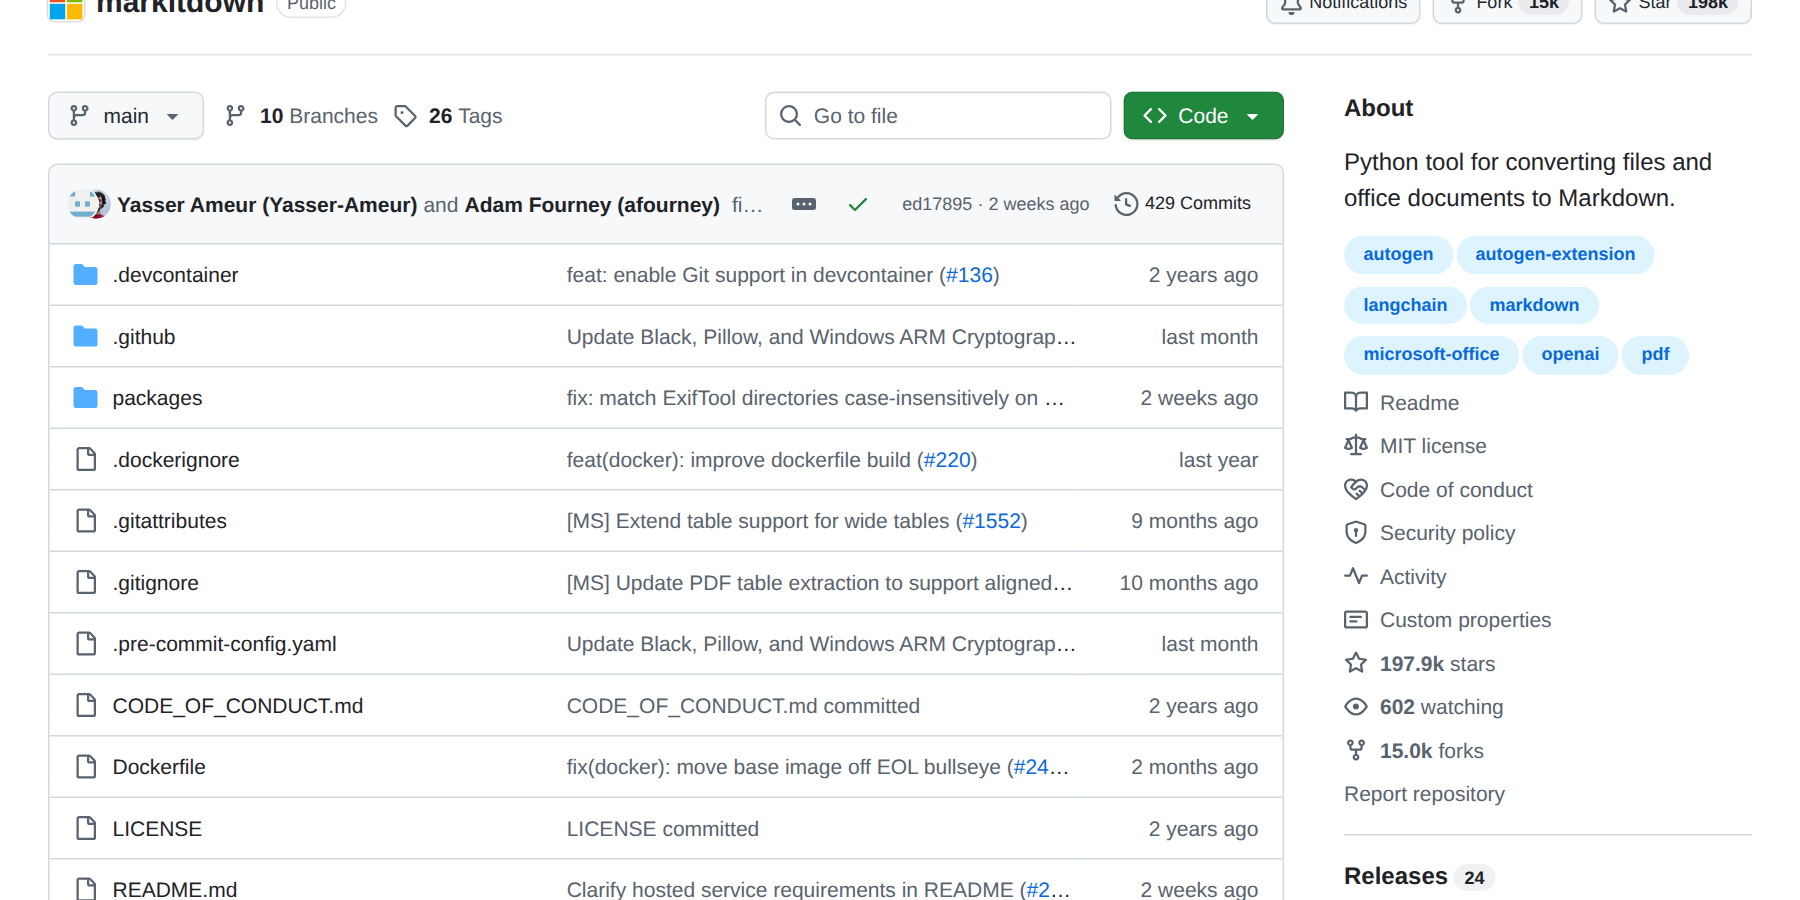 markitdown Public Notifications Fork 15k Star 198k
main 10 Branches 26 Tags Go to file Code
Yasser Ameur (Yasser-Ameur) and Adam Fourney (afourney) fi… ed17895 · 2 weeks ago 429 Commits
.devcontainer feat: enable Git support in devcontainer (#136) 2 years ago
.github Update Black, Pillow, and Windows ARM Cryptograp… last month
packages fix: match ExifTool directories case-insensitively on … 2 weeks ago
.dockerignore feat(docker): improve dockerfile build (#220) last year
.gitattributes [MS] Extend table support for wide tables (#1552) 9 months ago
.gitignore [MS] Update PDF table extraction to support aligned… 10 months ago
.pre-commit-config.yaml Update Black, Pillow, and Windows ARM Cryptograp… last month
CODE_OF_CONDUCT.md CODE_OF_CONDUCT.md committed 2 years ago
Dockerfile fix(docker): move base image off EOL bullseye (#24… 2 months ago
LICENSE LICENSE committed 2 years ago
README.md Clarify hosted service requirements in README (#2… 2 weeks ago
About
Python tool for converting files and
office documents to Markdown.
autogen autogen-extension
langchain markdown
microsoft-office openai pdf
Readme
MIT license
Code of conduct
Security policy
Activity
Custom properties
197.9k stars
602 watching
15.0k forks
Report repository
Releases 24